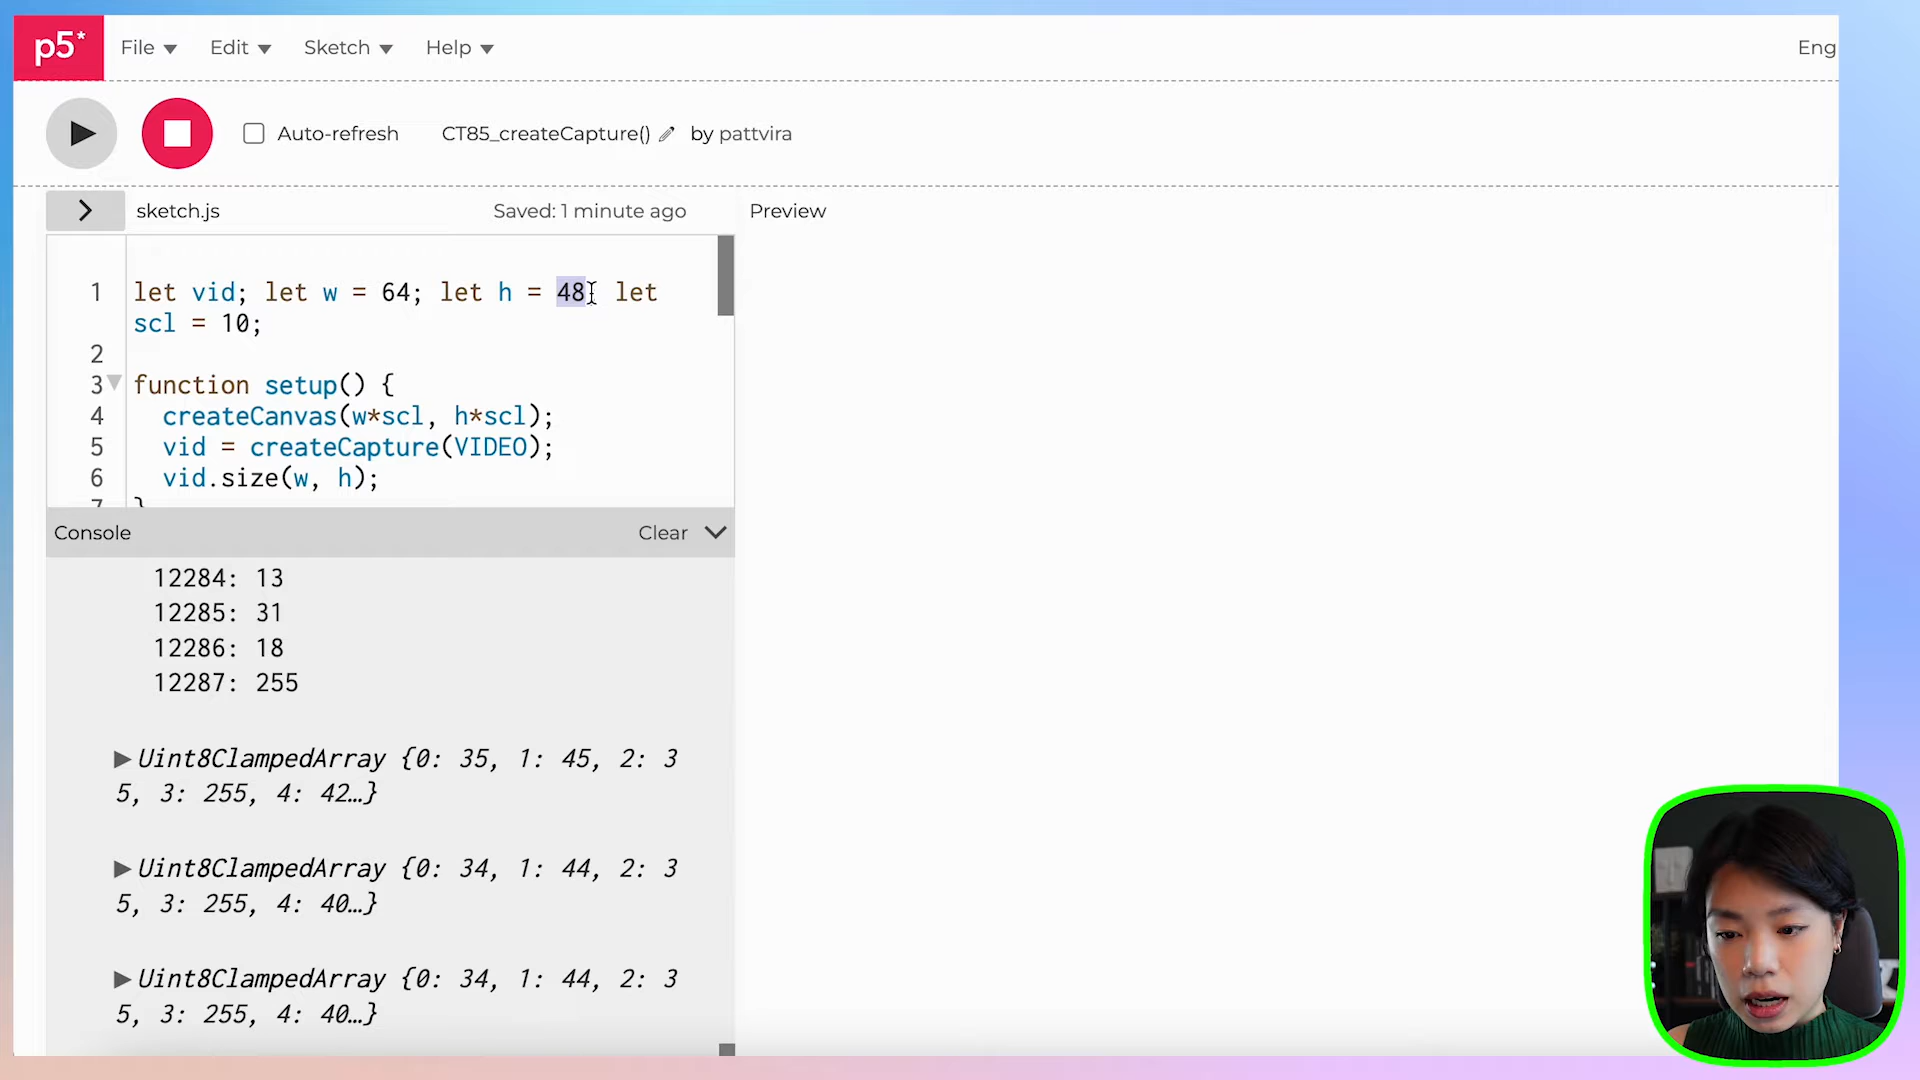 p5* File Edit Sketch Help Eng
Auto-refresh CT85_createCapture() by pattvira
sketch.js Saved: 1 minute ago Preview
1 let vid; let w = 64; let h = 48; let
scl = 10;
2
3 function setup() {
4 createCanvas(w*scl, h*scl);
5 vid = createCapture(VIDEO);
6 vid.size(w, h);
7 }
Console Clear
12284: 13
12285: 31
12286: 18
12287: 255
Uint8ClampedArray {0: 35, 1: 45, 2: 3
5, 3: 255, 4: 42…}
Uint8ClampedArray {0: 34, 1: 44, 2: 3
5, 3: 255, 4: 40…}
Uint8ClampedArray {0: 34, 1: 44, 2: 3
5, 3: 255, 4: 40…}